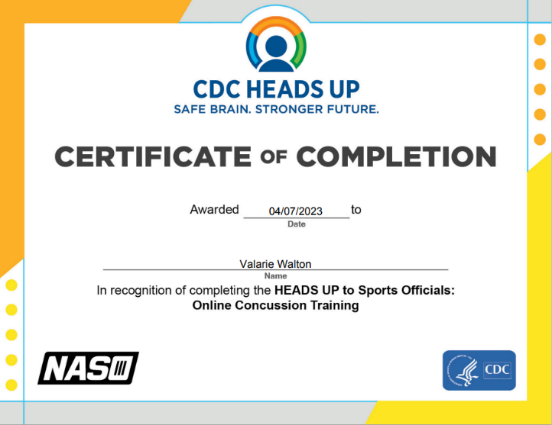 CDC HEADS UP
SAFE BRAIN. STRONGER FUTURE.
CERTIFICATE OF COMPLETION
Awarded 04/07/2023 to
Date
Valarie Walton
Name
In recognition of completing the HEADS UP to Sports Officials:
Online Concussion Training
NASO
CDC